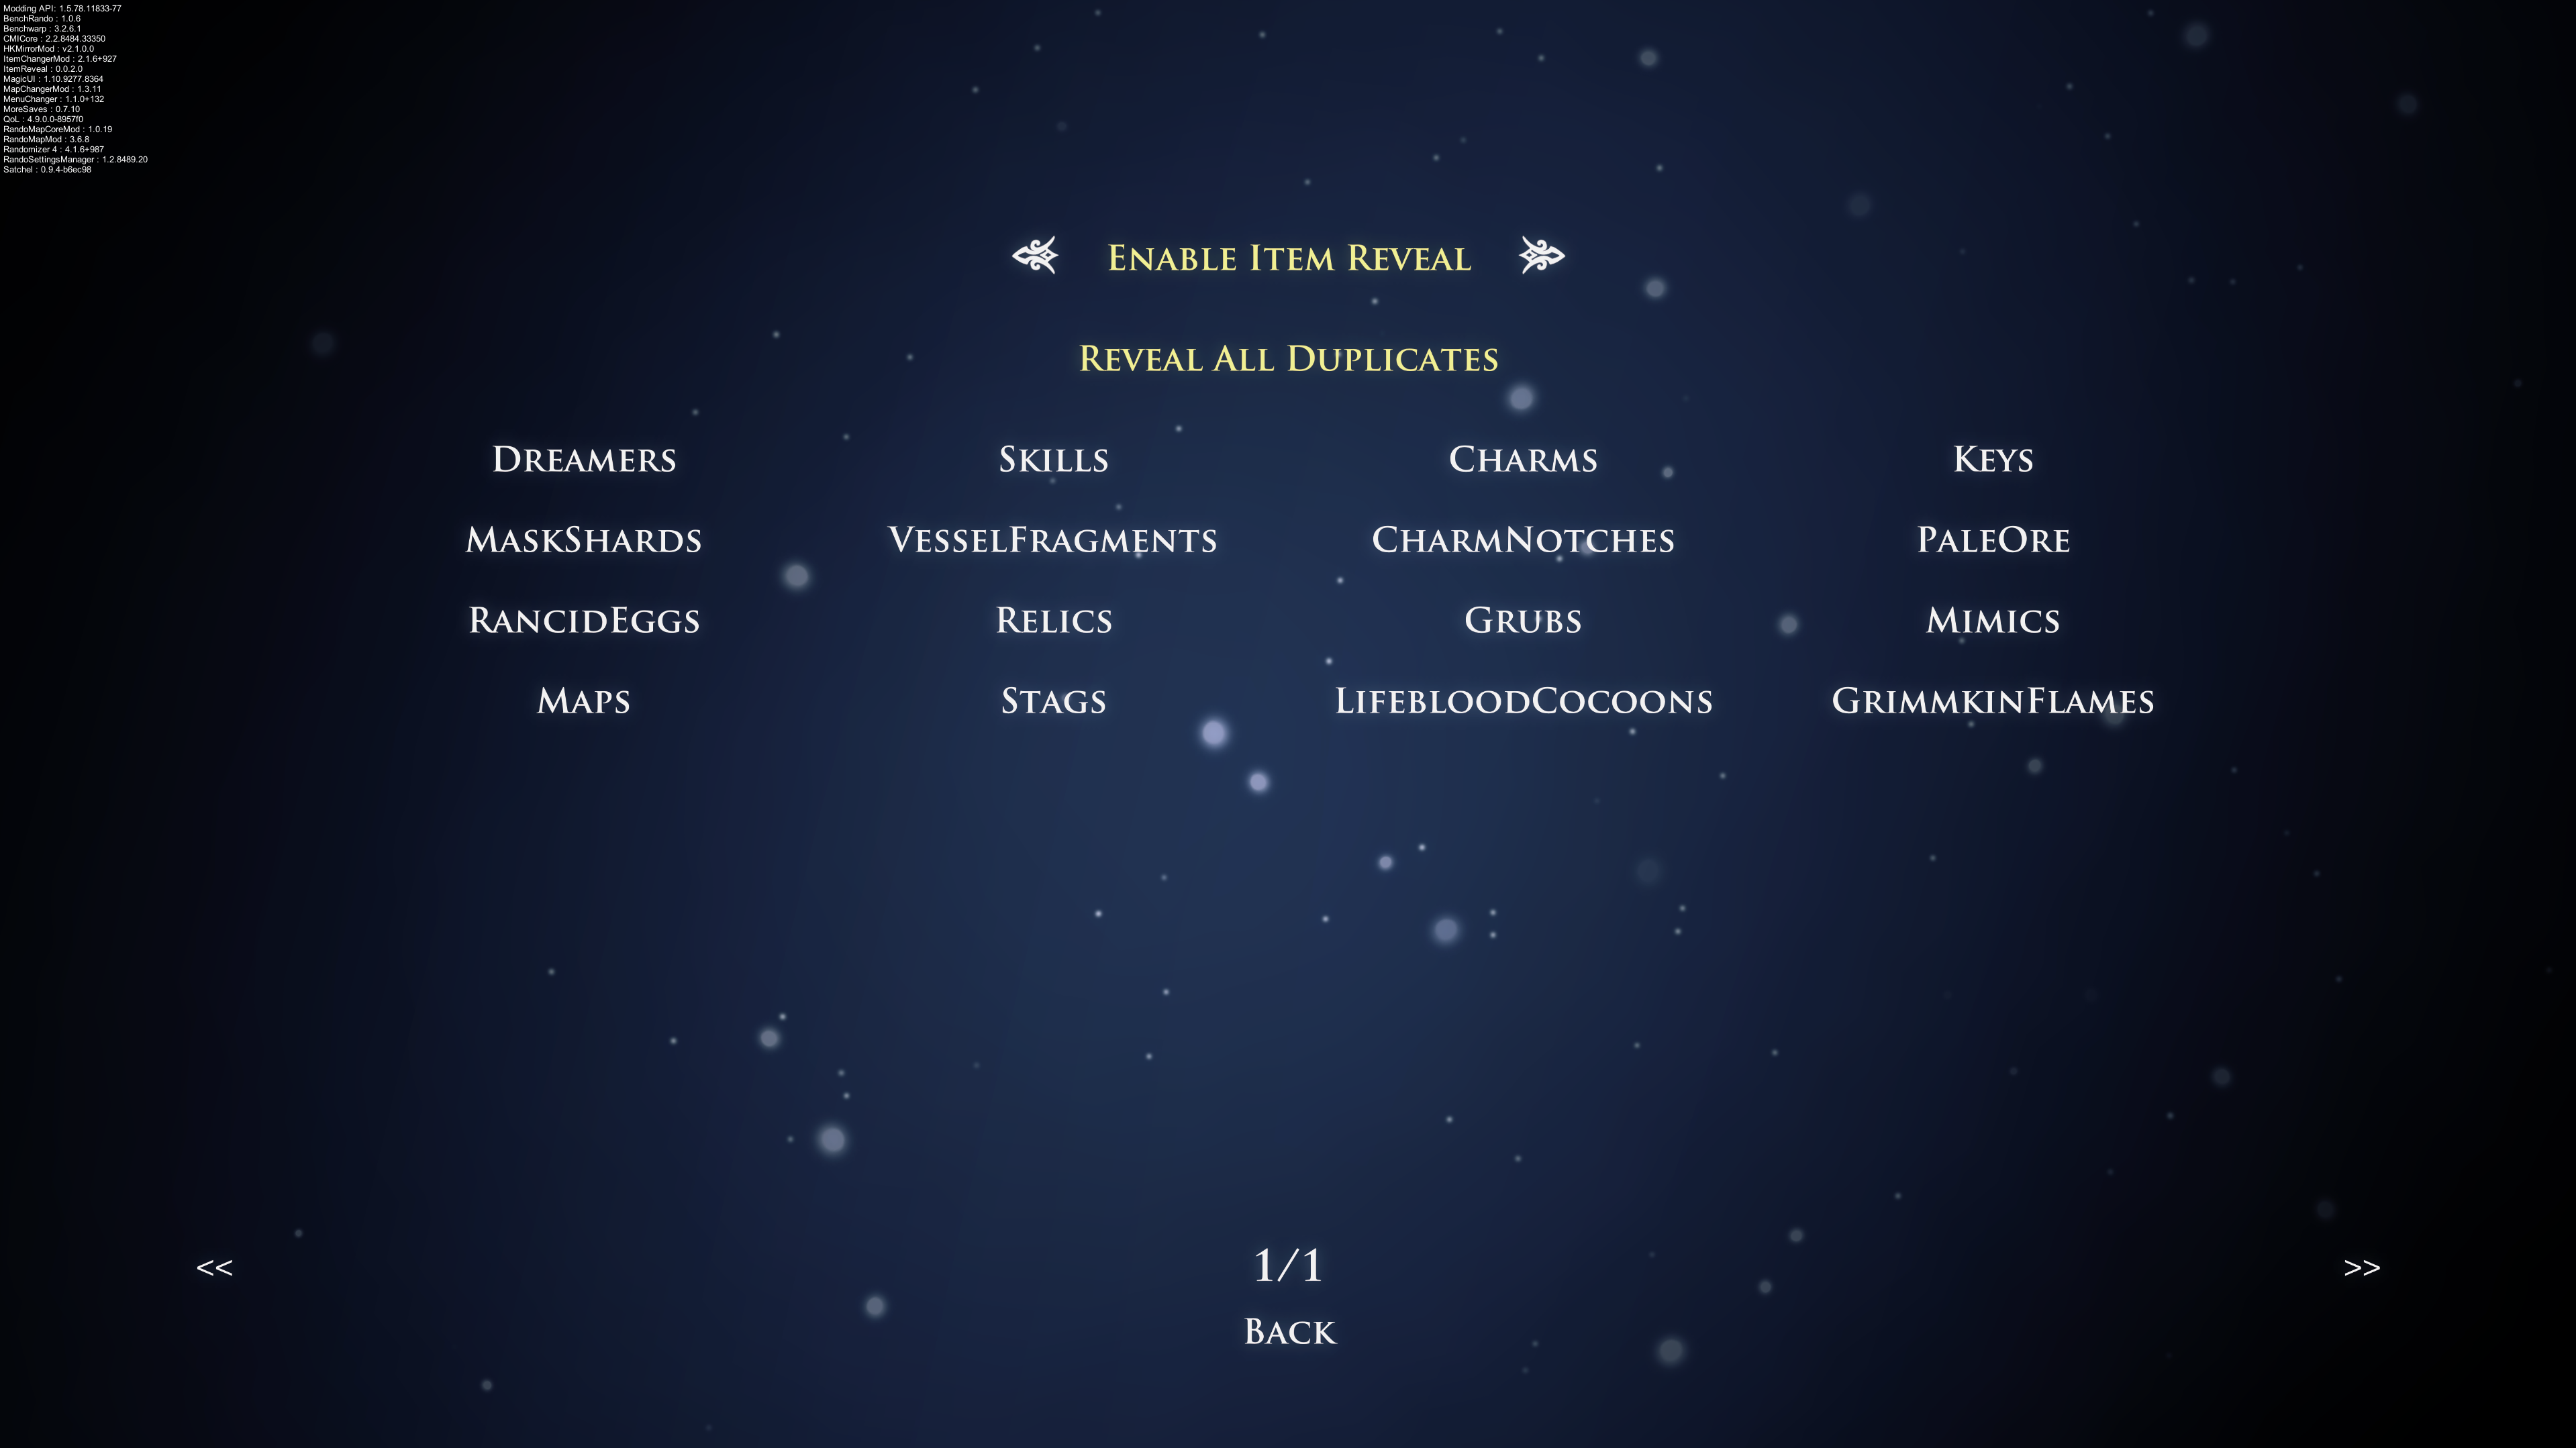 Modding API: 1.5.78.11833-77
BenchRando : 1.0.6
Benchwarp : 3.2.6.1
CMICore : 2.2.8484.33350
HKMirrorMod : v2.1.0.0
ItemChangerMod : 2.1.6+927
ItemReveal : 0.0.2.0
MagicUI : 1.10.9277.8364
MapChangerMod : 1.3.11
MenuChanger : 1.1.0+132
MoreSaves : 0.7.10
QoL : 4.9.0.0-8957f0
RandoMapCoreMod : 1.0.19
RandoMapMod : 3.6.8
Randomizer 4 : 4.1.6+987
RandoSettingsManager : 1.2.8489.20
Satchel : 0.9.4-b6ec98
Enable Item Reveal
Reveal All Duplicates
Dreamers Skills Charms Keys
MaskShards VesselFragments CharmNotches PaleOre
RancidEggs Relics Grubs Mimics
Maps Stags LifebloodCocoons GrimmkinFlames
<< 1/1 >>
Back